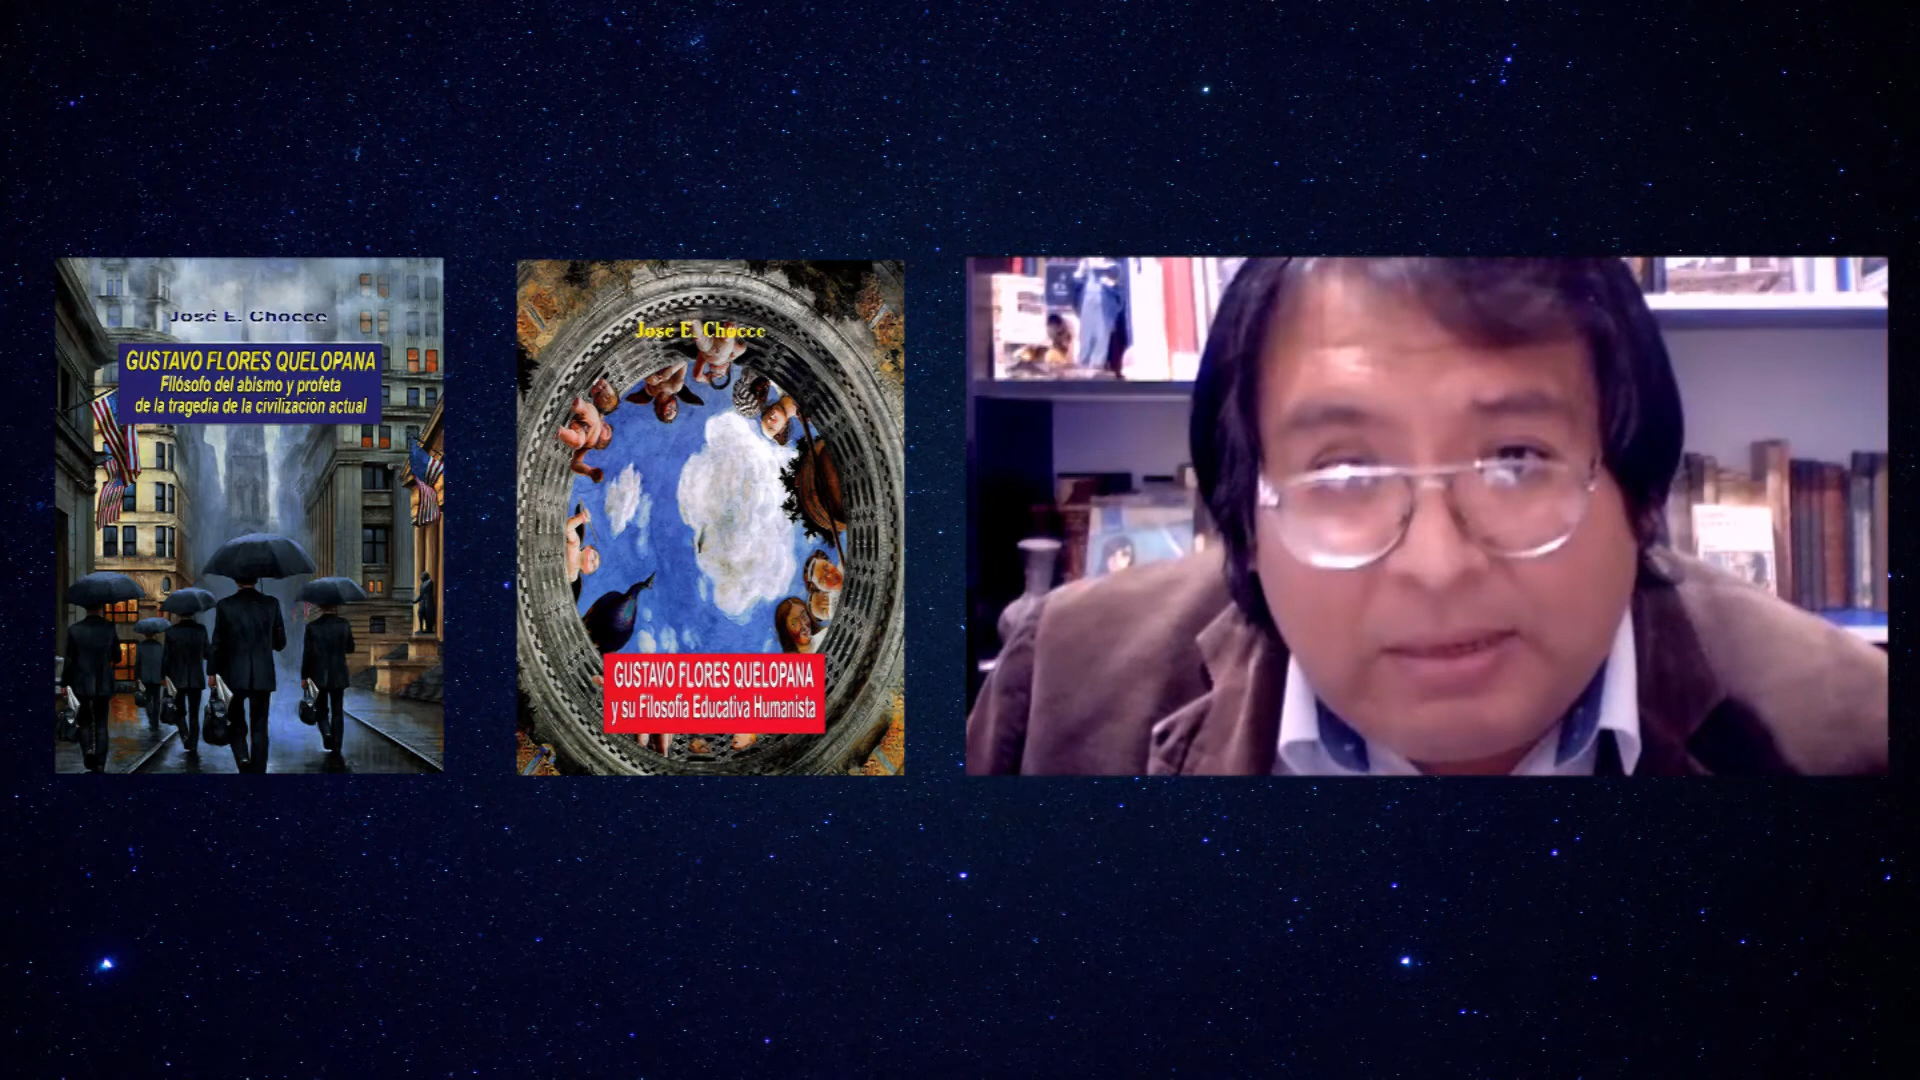 José E. Chocce
GUSTAVO FLORES QUELOPANA
Filósofo del abismo y profeta
de la tragedia de la civilización actual
José E. Chocce
GUSTAVO FLORES QUELOPANA
y su Filosofía Educativa Humanista